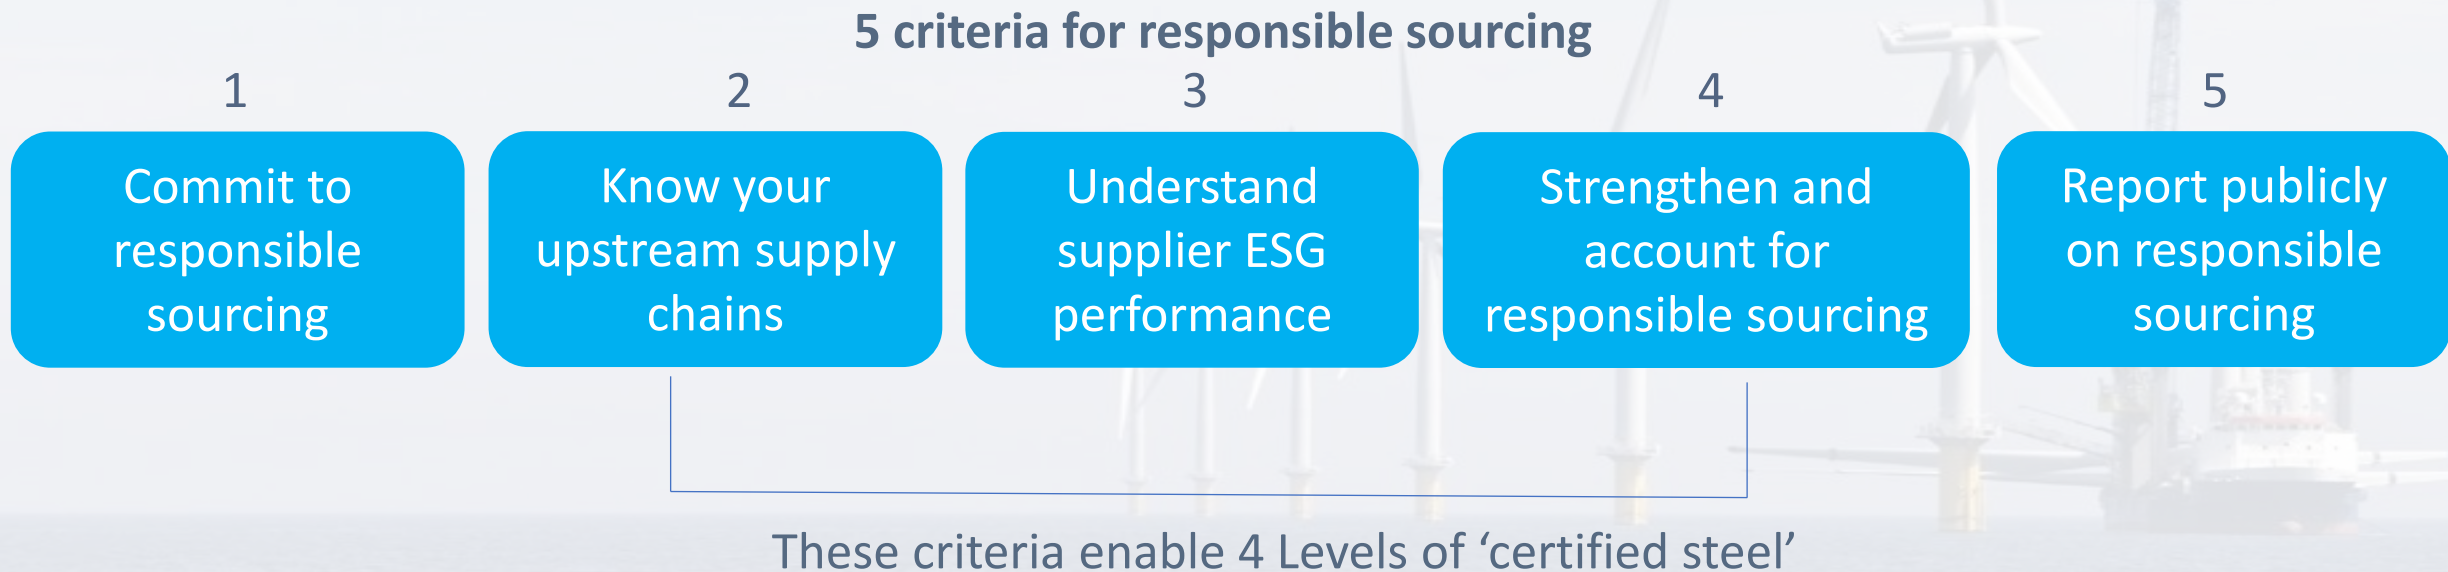 5 criteria for responsible sourcing
1
Commit to
responsible
sourcing
2
Know your
upstream supply
chains
3
Understand
supplier ESG
performance
4
Strengthen and
account for
responsible sourcing
5
Report publicly
on responsible
sourcing
These criteria enable 4 Levels of ‘certified steel’